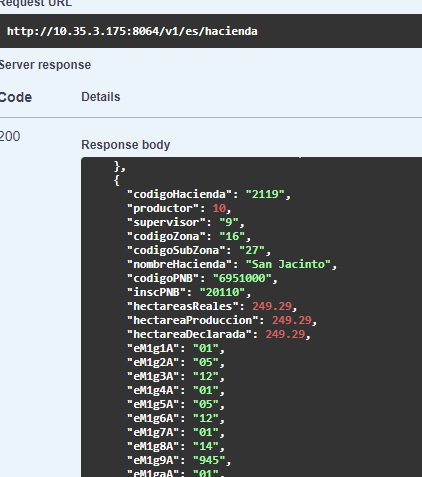 Request URL
http://10.35.3.175:8064/v1/es/hacienda
Server response
Code Details
200
Response body
},
{
"codigoHacienda": "2119",
"productor": 10,
"supervisor": "9",
"codigoZona": "16",
"codigoSubZona": "27",
"nombreHacienda": "San Jacinto",
"codigoPNB": "6951000",
"inscPNB": "20110",
"hectareasReales": 249.29,
"hectareaProduccion": 249.29,
"hectareaDeclarada": 249.29,
"eM1g1A": "01",
"eM1g2A": "05",
"eM1g3A": "12",
"eM1g4A": "01",
"eM1g5A": "05",
"eM1g6A": "12",
"eM1g7A": "01",
"eM1g8A": "14",
"eM1g9A": "945",
"eM1gaA": "01",